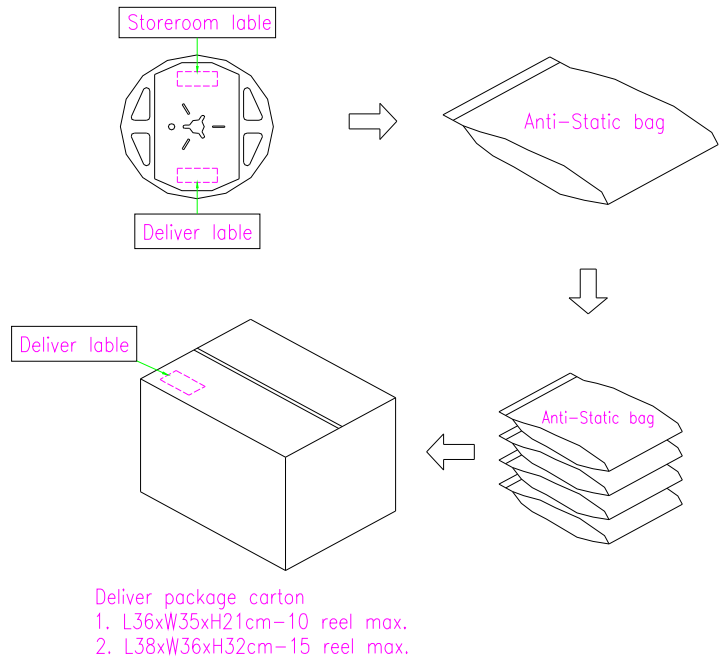 Storeroom lable
Anti-Static bag
Deliver lable
Deliver lable
Anti-Static bag
Deliver package carton
1. L36xW35xH21cm-10 reel max.
2. L38xW36xH32cm-15 reel max.